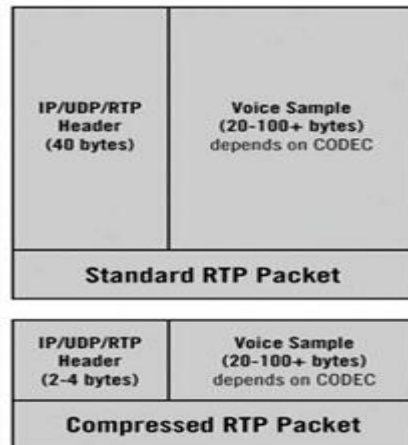 IP/UDP/RTP
Header
(40 bytes)
Voice Sample
(20-100+ bytes)
depends on CODEC
Standard RTP Packet
IP/UDP/RTP
Header
(2-4 bytes)
Voice Sample
(20-100+ bytes)
depends on CODEC
Compressed RTP Packet